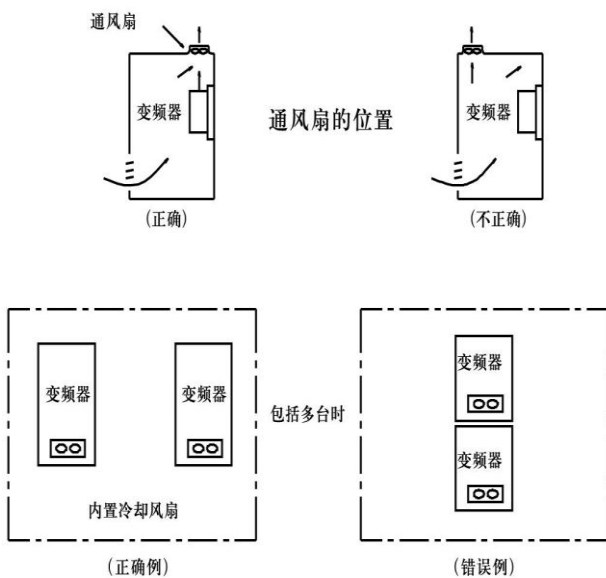 通风扇
变频器
通风扇的位置
变频器
(正确)
(不正确)
变频器
变频器
包括多台时
变频器
变频器
内置冷却风扇
(正确例)
(错误例)